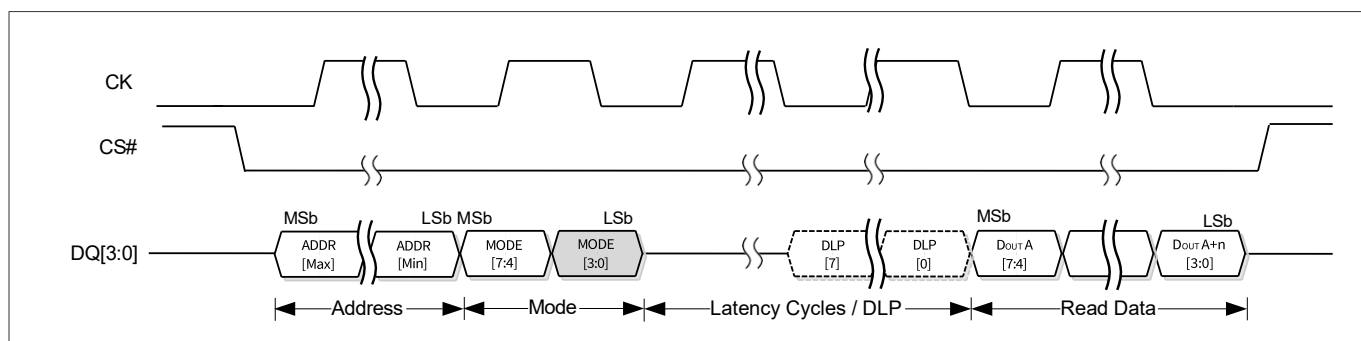 CK
CS#
MSb LSb MSb LSb MSb LSb
DQ[3:0]
ADDR
[Max]
ADDR
[Min]
MODE
[7:4]
MODE
[3:0]
DLP
[7]
DLP
[0]
DOUT A
[7:4]
DOUT A+n
[3:0]
Address Mode Latency Cycles / DLP Read Data